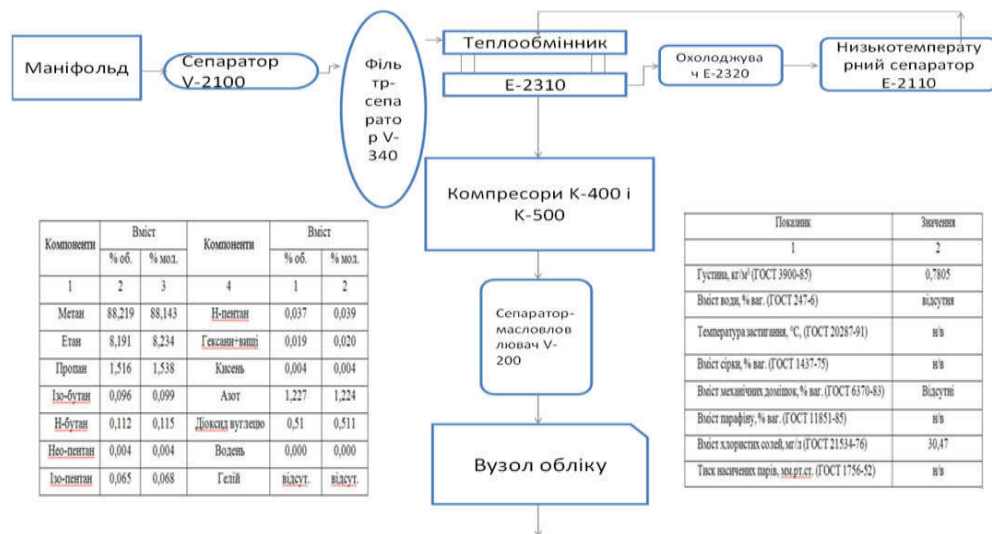 Маніфольд
Сепаратор
V-2100
Філь
тр-сепа
рато
р V-
340
Теплообмінник
Е-2310
Охолоджува
ч Е-2320
Низькотемперату
рний сепаратор
Е-2110
Компресори К-400 і
К-500
Сепаратор-
масловлов
лювач V-
200
Вузол обліку
Компоненти Вміст Компоненти Вміст
% об. % мол. % об. % мол.
1 2 3 4 1 2
Метан 88,219 88,143 Н-пентан 0,037 0,039
Етан 8,191 8,234 Гексани+вищі 0,019 0,020
Пропан 1,516 1,538 Кисень 0,004 0,004
Ізо-бутан 0,096 0,099 Азот 1,227 1,224
Н-бутан 0,112 0,115 Діоксид вуглецю 0,51 0,511
Нео-пентан 0,004 0,004 Водень 0,000 0,000
Ізо-пентан 0,065 0,068 Гелій відсут. відсут.
Показник Значення
1 2
Густина, кг/м³ (ГОСТ 3900-85) 0,7805
Вміст води, % ваг. (ГОСТ 247-6) відсутня
Температура застигання, °С, (ГОСТ 20287-91) н/в
Вміст сірки, % ваг. (ГОСТ 1437-75) н/в
Вміст механічних домішок, % ваг. (ГОСТ 6370-83) Відсутні
Вміст парафіну, % ваг. (ГОСТ 11851-85) н/в
Вміст хлористих солей, мг/л (ГОСТ 21534-76) 30,47
Тиск насичених парів, мм.рт.ст. (ГОСТ 1756-52) н/в